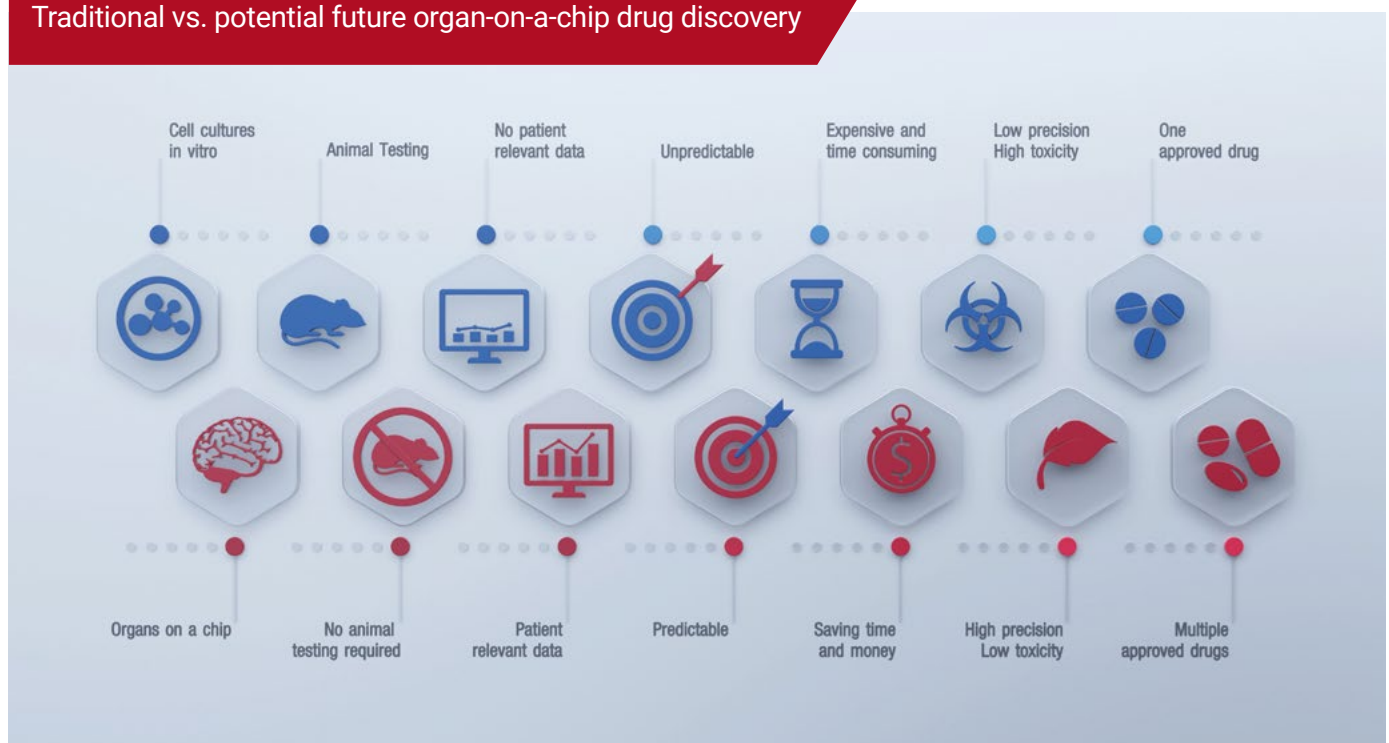 Traditional vs. potential future organ-on-a-chip drug discovery
Cell cultures
in vitro
Animal Testing
No patient
relevant data
Unpredictable
Expensive and
time consuming
Low precision
High toxicity
One
approved drug
$
Organs on a chip
No animal
testing required
Patient
relevant data
Predictable
Saving time
and money
High precision
Low toxicity
Multiple
approved drugs